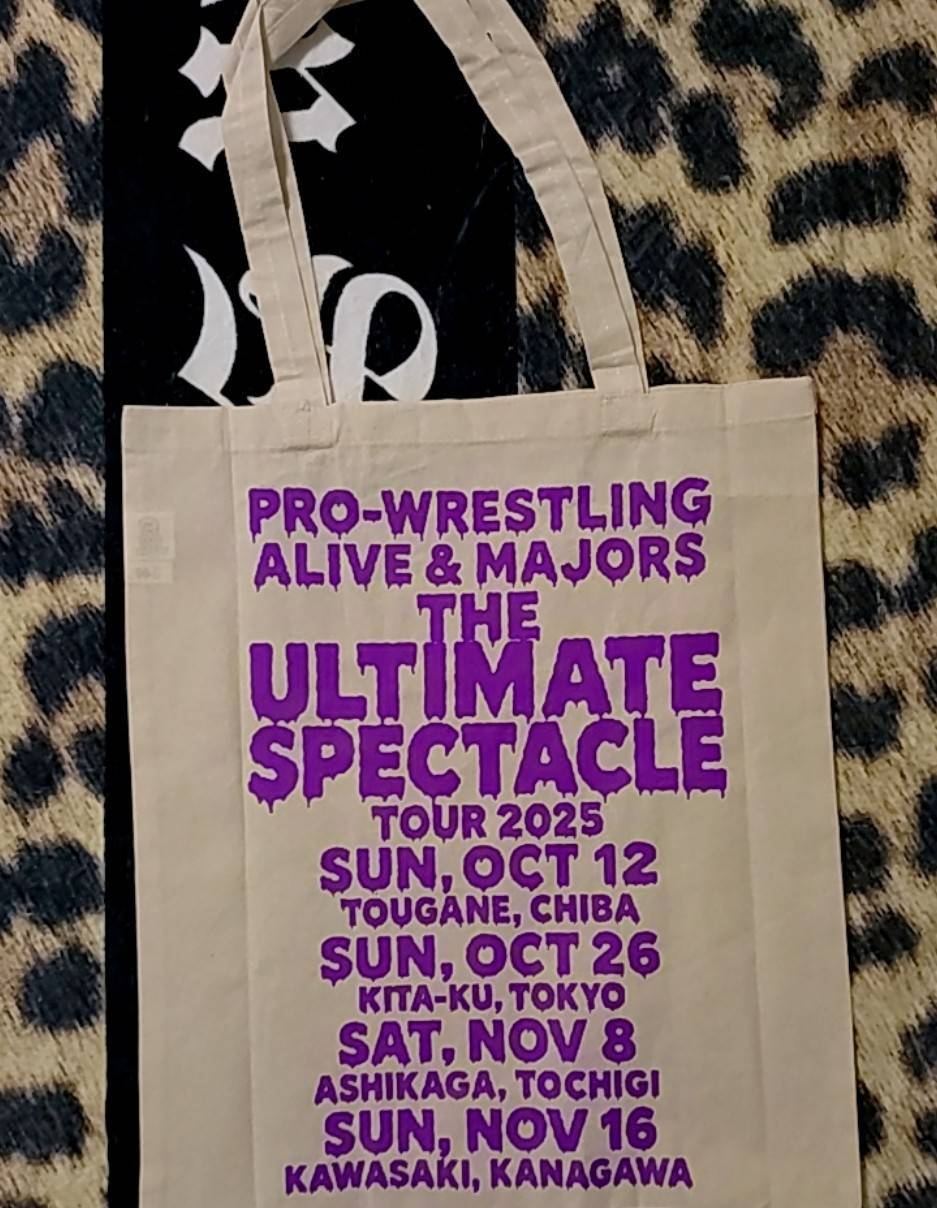 PRO-WRESTLING
ALIVE & MAJORS
THE
ULTIMATE
SPECTACLE
TOUR 2025
SUN, OCT 12
TOUGANE, CHIBA
SUN, OCT 26
KITA-KU, TOKYO
SAT, NOV 8
ASHIKAGA, TOCHIGI
SUN, NOV 16
KAWASAKI, KANAGAWA